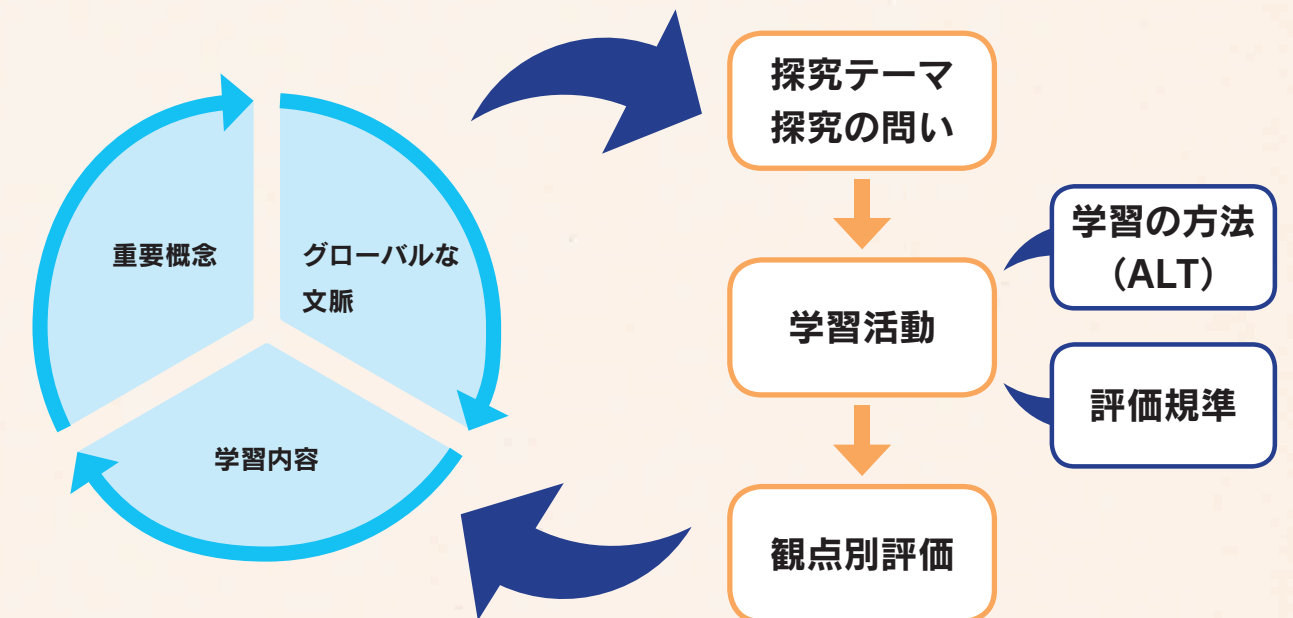 重要概念
グローバルな
文脈
学習内容
探究テーマ
探究の問い
学習活動
学習の方法
（ALT）
評価規準
観点別評価